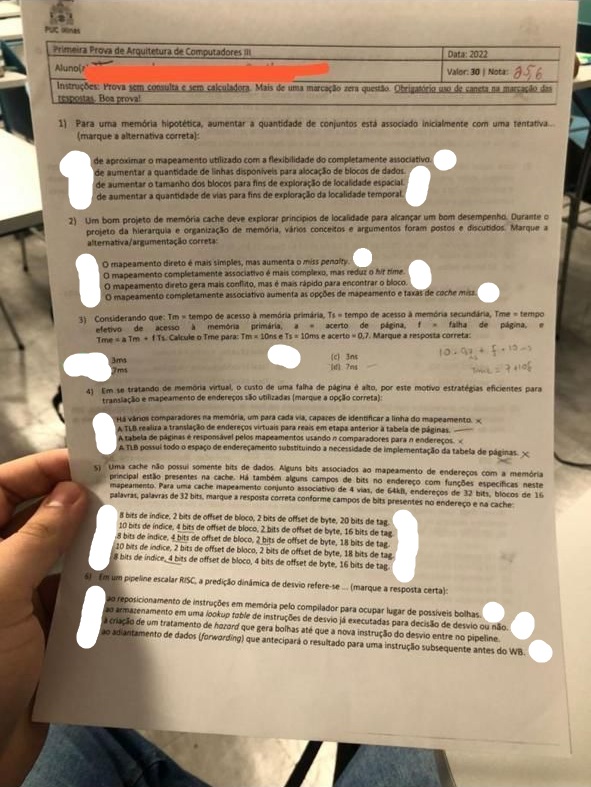 PUC Minas
Primeira Prova de Arquitetura de Computadores III
Data: 2022
Aluno(
Valor: 30 | Nota: 25,6
Instruções: Prova sem consulta e sem calculadora. Mais de uma marcação zera questão. Obrigatório uso de caneta na marcação das
respostas. Boa prova!
1) Para uma memória hipotética, aumentar a quantidade de conjuntos está associado inicialmente com uma tentativa...
(marque a alternativa correta):
de aproximar o mapeamento utilizado com a flexibilidade do completamente associativo.
de aumentar a quantidade de linhas disponíveis para alocação de blocos de dados.
de aumentar o tamanho dos blocos para fins de exploração de localidade espacial.
de aumentar a quantidade de vias para fins de exploração da localidade temporal.
2) Um bom projeto de memória cache deve explorar princípios de localidade para alcançar um bom desempenho. Durante o
projeto da hierarquia e organização de memória, vários conceitos e argumentos foram postos e discutidos. Marque a
alternativa/argumentação correta:
O mapeamento direto é mais simples, mas aumenta o miss penalty.
O mapeamento completamente associativo é mais complexo, mas reduz o hit time.
O mapeamento direto gera mais conflito, mas é mais rápido para encontrar o bloco.
O mapeamento completamente associativo aumenta as opções de mapeamento e taxas de cache miss.
3) Considerando que: Tm = tempo de acesso à memória primária, Ts = tempo de acesso à memória secundária, Tme = tempo
efetivo de acesso à memória primária, a = acerto de página, f = falha de página, e
Tme = a Tm + f Ts. Calcule o Tme para: Tm = 10ns e Ts = 10ms e acerto = 0,7. Marque a resposta correta:
3ms
(c) 3ns
7ms
(d) 7ns
4) Em se tratando de memória virtual, o custo de uma falha de página é alto, por este motivo estratégias eficientes para
translação e mapeamento de endereços são utilizadas (marque a opção correta):
Há vários comparadores na memória, um para cada via, capazes de identificar a linha do mapeamento. x
A TLB realiza a translação de endereços virtuais para reais em etapa anterior à tabela de páginas.
A tabela de páginas é responsável pelos mapeamentos usando n comparadores para n endereços. x
A TLB possui todo o espaço de endereçamento substituindo a necessidade de implementação da tabela de páginas. x
5) Uma cache não possui somente bits de dados. Alguns bits associados ao mapeamento de endereços com a memória
principal estão presentes na cache. Há também alguns campos de bits no endereço com funções específicas neste
mapeamento. Para uma cache mapeamento conjunto associativo de 4 vias, de 64kB, endereços de 32 bits, blocos de 16
palavras, palavras de 32 bits, marque a resposta correta conforme campos de bits presentes no endereço e na cache:
8 bits de índice, 2 bits de offset de bloco, 2 bits de offset de byte, 20 bits de tag.
10 bits de índice, 4 bits de offset de bloco, 2 bits de offset de byte, 16 bits de tag.
8 bits de índice, 4 bits de offset de bloco, 2 bits de offset de byte, 18 bits de tag.
10 bits de índice, 2 bits de offset de bloco, 2 bits de offset de byte, 18 bits de tag.
8 bits de índice, 4 bits de offset de bloco, 4 bits de offset de byte, 16 bits de tag.
6) Em um pipeline escalar RISC, a predição dinâmica de desvio refere-se ... (marque a resposta certa):
ao reposicionamento de instruções em memória pelo compilador para ocupar lugar de possíveis bolhas.
ao armazenamento em uma lookup table de instruções de desvio já executadas para decisão de desvio ou não.
à criação de um tratamento de hazard que gera bolhas até que a nova instrução do desvio entre no pipeline.
ao adiantamento de dados (forwarding) que antecipará o resultado para uma instrução subsequente antes do WB.